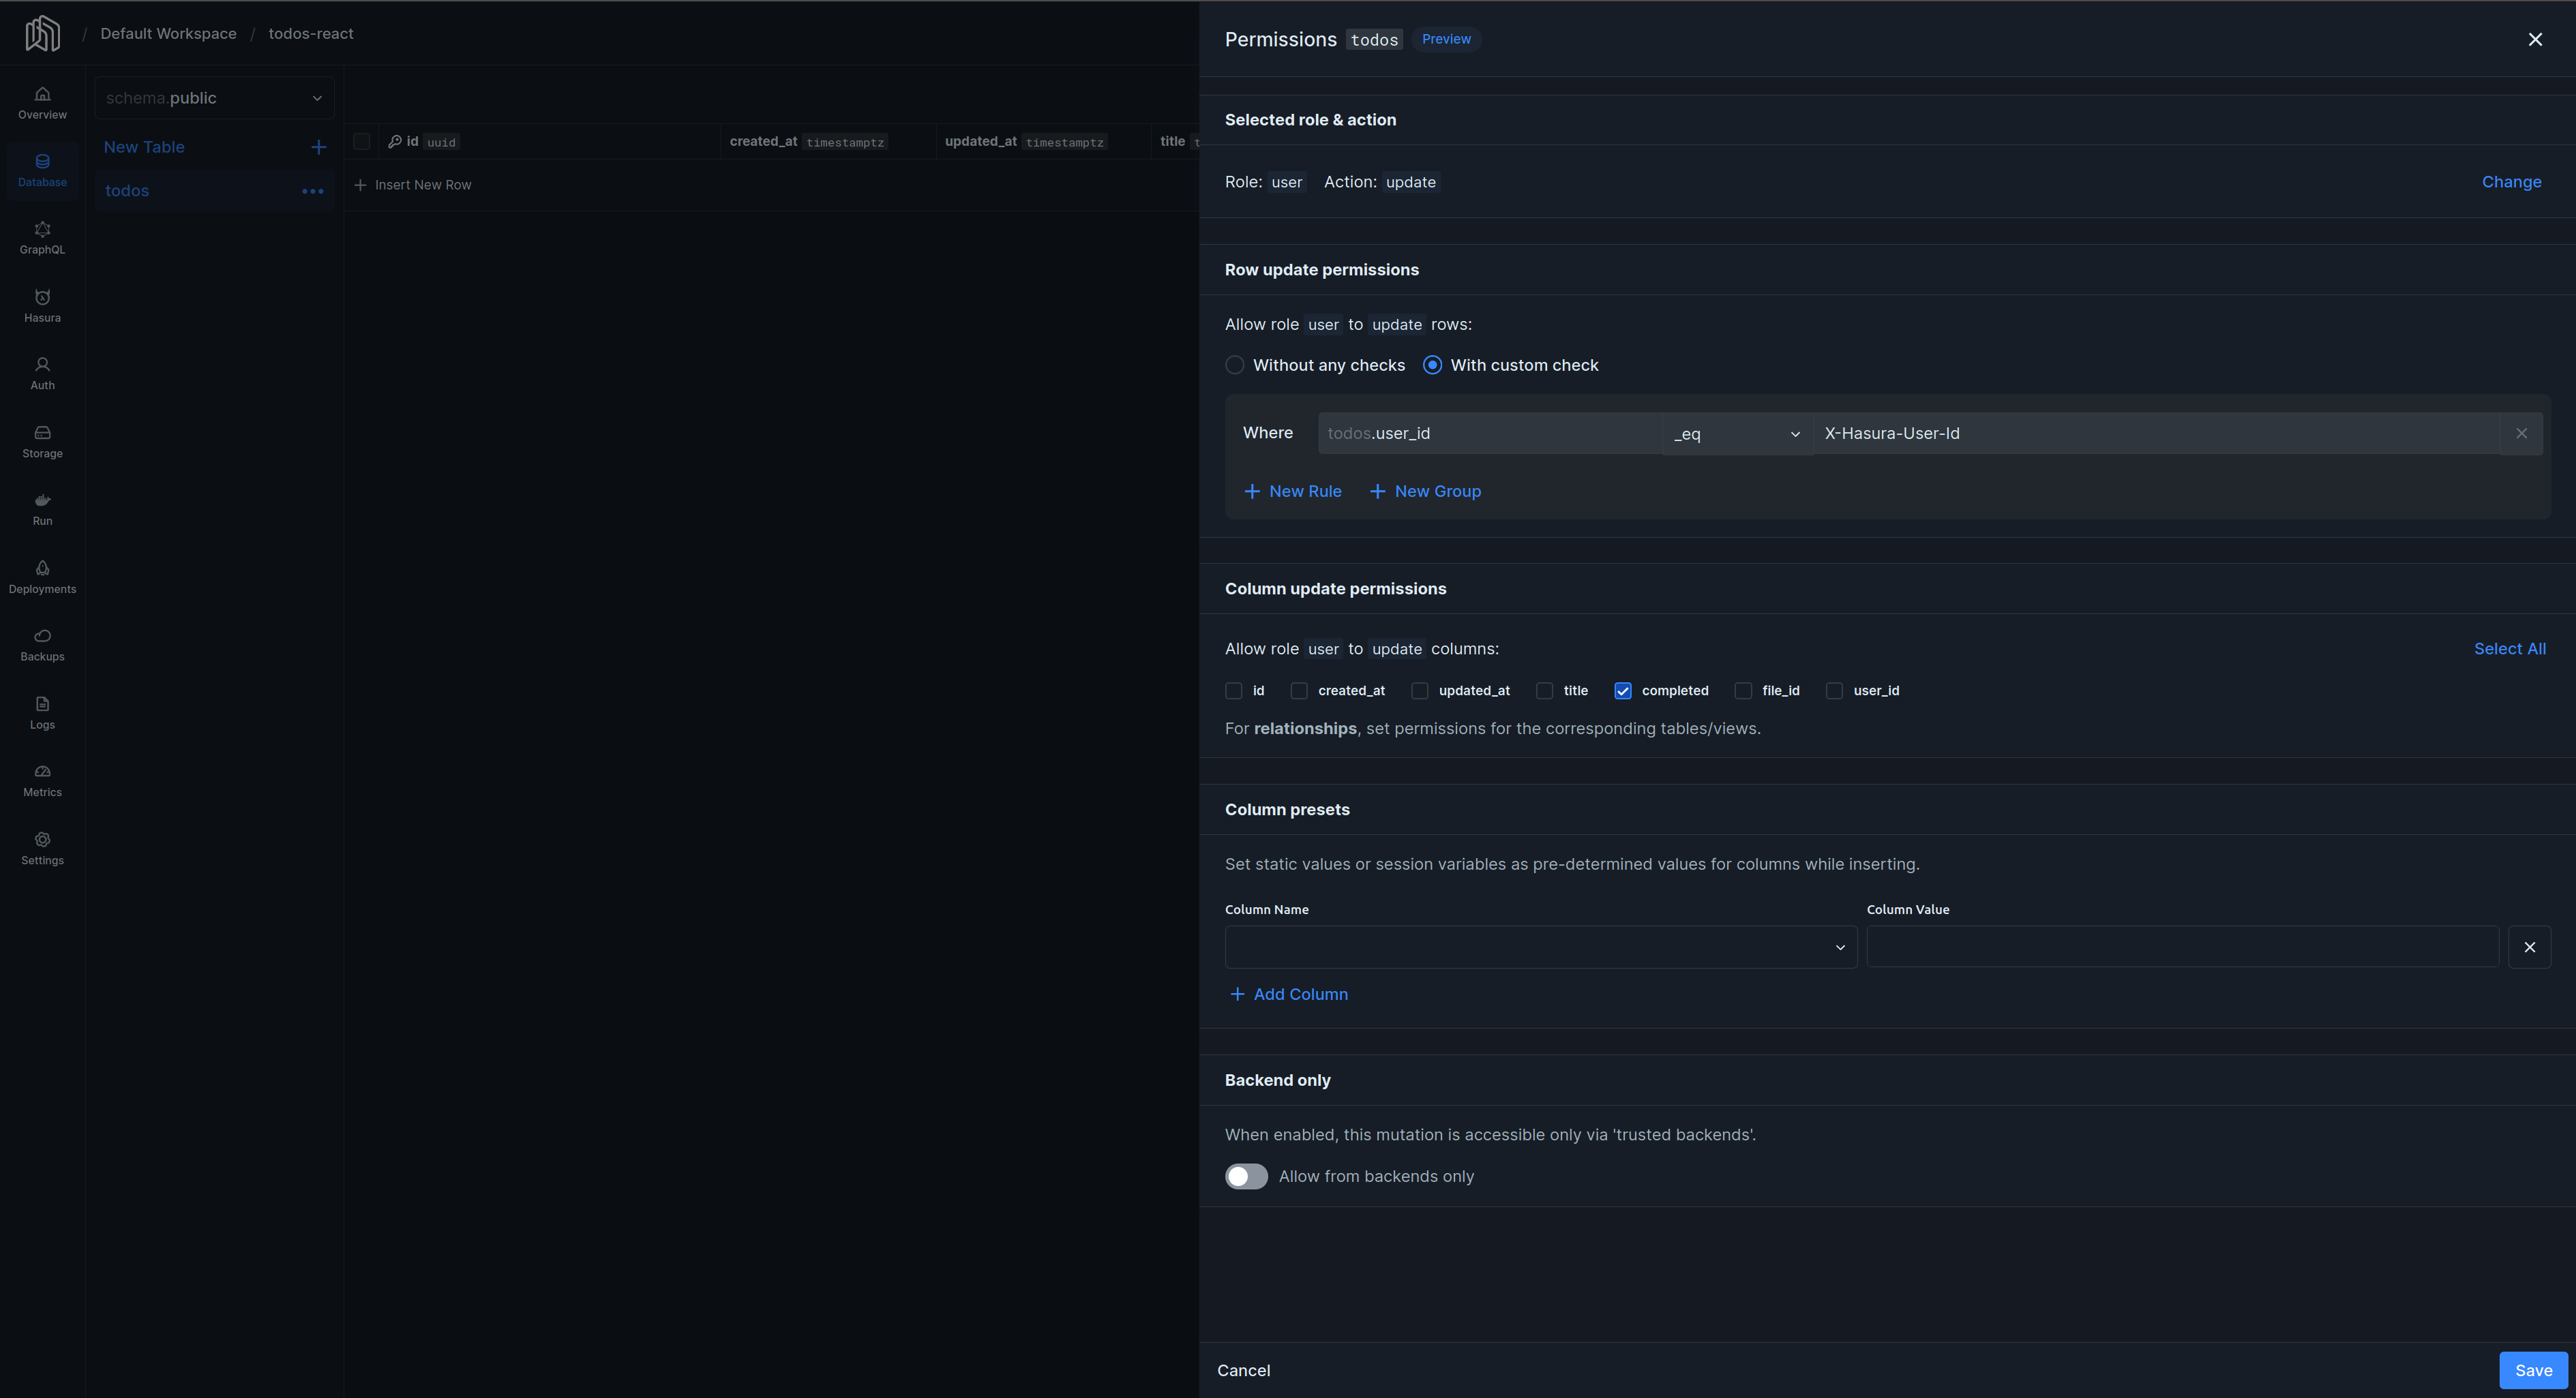 / Default Workspace / todos-react
Overview
Database
GraphQL
Hasura
Auth
Storage
Run
Deployments
Backups
Logs
Metrics
Settings
schema.public
New Table
todos
id uuid created_at timestamptz updated_at timestamptz title t
Insert New Row
Permissions todos Preview
Selected role & action
Role: user Action: update Change
Row update permissions
Allow role user to update rows:
Without any checks With custom check
Where todos.user_id _eq X-Hasura-User-Id
New Rule New Group
Column update permissions
Allow role user to update columns: Select All
id created_at updated_at title completed file_id user_id
For relationships, set permissions for the corresponding tables/views.
Column presets
Set static values or session variables as pre-determined values for columns while inserting.
Column Name Column Value
Add Column
Backend only
When enabled, this mutation is accessible only via 'trusted backends'.
Allow from backends only
Cancel Save